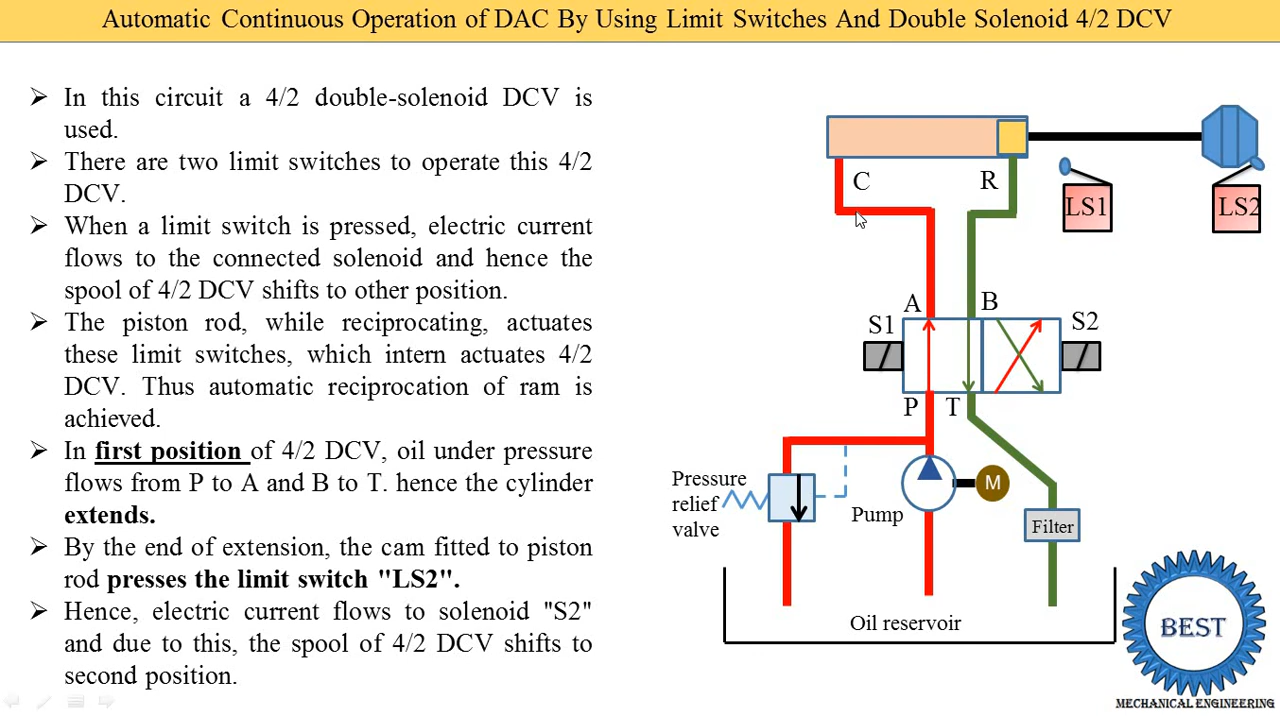 Automatic Continuous Operation of DAC By Using Limit Switches And Double Solenoid 4/2 DCV
➢ In this circuit a 4/2 double-solenoid DCV is
used.
➢ There are two limit switches to operate this 4/2
DCV.
➢ When a limit switch is pressed, electric current
flows to the connected solenoid and hence the
spool of 4/2 DCV shifts to other position.
➢ The piston rod, while reciprocating, actuates
these limit switches, which intern actuates 4/2
DCV. Thus automatic reciprocation of ram is
achieved.
➢ In first position of 4/2 DCV, oil under pressure
flows from P to A and B to T. hence the cylinder
extends.
➢ By the end of extension, the cam fitted to piston
rod presses the limit switch "LS2".
➢ Hence, electric current flows to solenoid "S2"
and due to this, the spool of 4/2 DCV shifts to
second position.
C
R
LS1
LS2
A
B
S1
S2
P
T
Pressure
relief
valve
Pump
M
Filter
Oil reservoir
BEST
MECHANICAL ENGINEERING